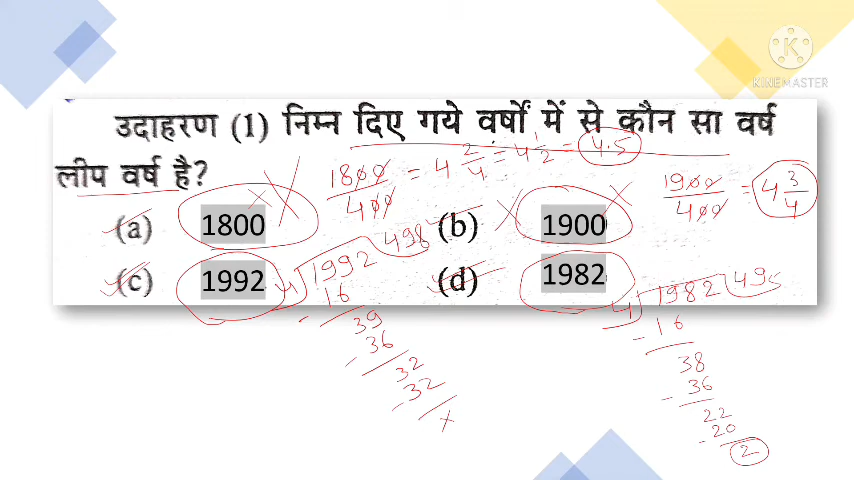 KINEMASTER
उदाहरण (1) निम्न दिए गये वर्षों में से कौन सा वर्ष
लीप वर्ष है?
1800/400 = 4 2/4 = 4 1/2 = 4.5
1900/400 = 4 3/4
(a) 1800 (b) 1900
(c) 1992 (d) 1982
4 1992 498
- 16
39
- 36
32
- 32
×
4 1982 495
- 16
38
- 36
22
- 20
2